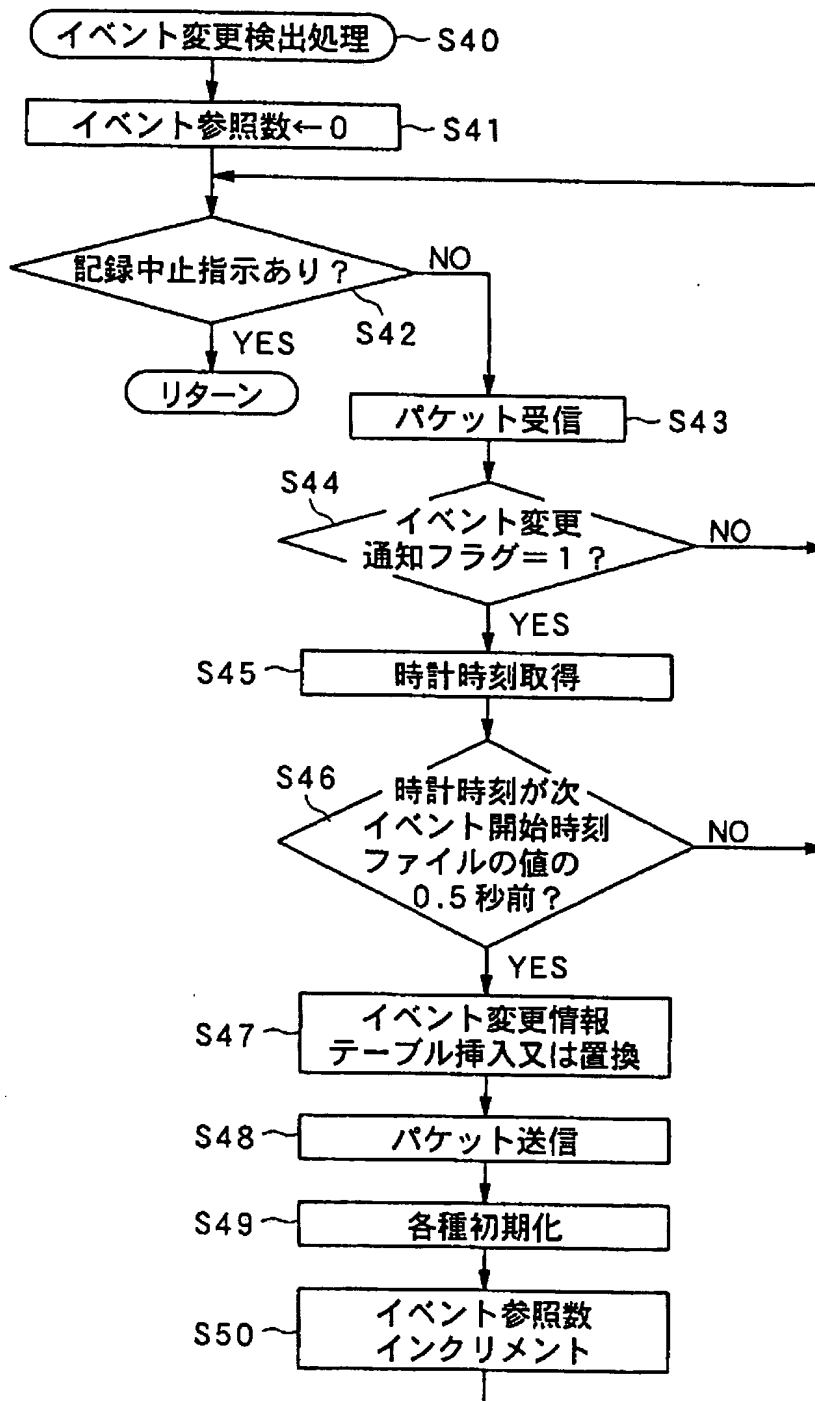 イベント変更検出処理
S40
イベント参照数←0
S41
記録中止指示あり？
NO
S42
YES
リターン
パケット受信
S43
S44
イベント変更
通知フラグ＝1？
NO
YES
S45
時計時刻取得
S46
時計時刻が次
イベント開始時刻
ファイルの値の
0.5秒前？
NO
YES
S47
イベント変更情報
テーブル挿入又は置換
S48
パケット送信
S49
各種初期化
S50
イベント参照数
インクリメント